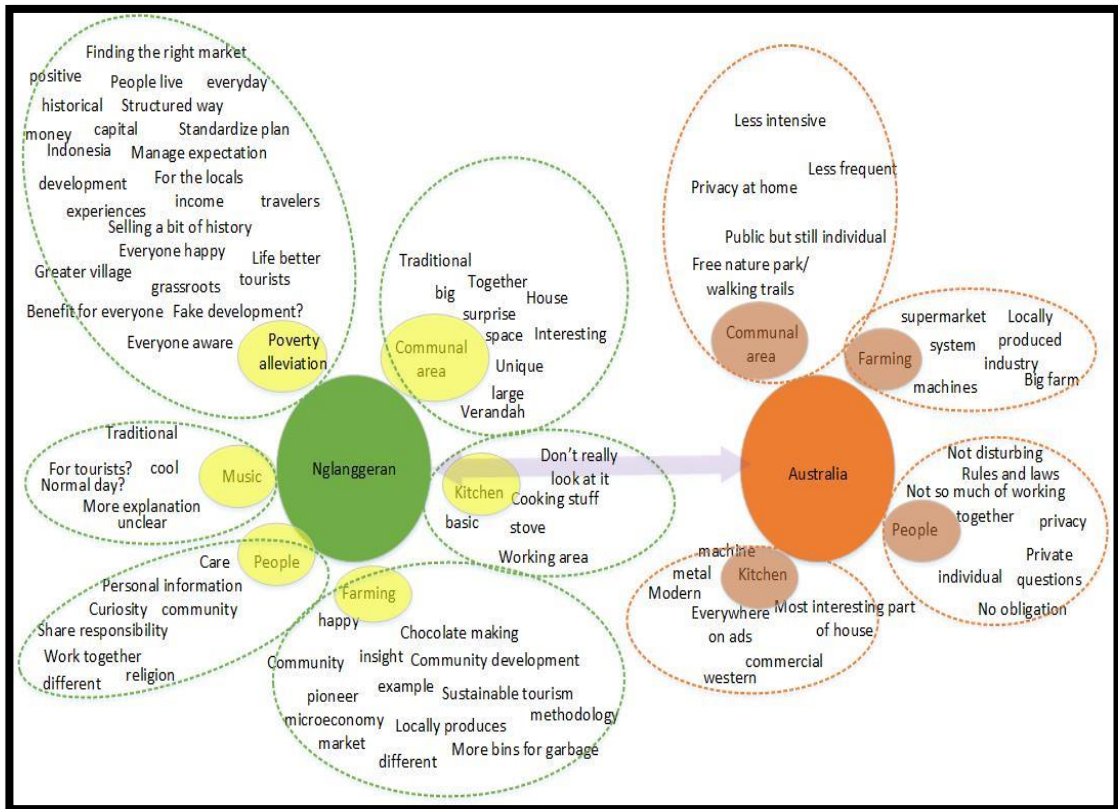 Finding the right market
positive
People live
everyday
historical
Structured way
money
capital
Standardize plan
Indonesia
Manage expectation
development
For the locals
experiences
income
travelers
Selling a bit of history
Everyone happy
Life better
Greater village
grassroots
tourists
Benefit for everyone
Fake development?
Everyone aware
Poverty
alleviation
Traditional
Together
big
House
surprise
space
Interesting
Communal
area
Unique
large
Verandah
Traditional
For tourists?
cool
Normal day?
Music
More explanation
unclear
Nglanggeran
Don't really
look at it
Kitchen
Cooking stuff
basic
stove
Working area
Care
People
Personal information
Curiosity
community
Share responsibility
Work together
different
religion
Farming
happy
Chocolate making
Community
insight
Community development
pioneer
example
Sustainable tourism
microeconomy
methodology
Locally produces
market
different
More bins for garbage
Less intensive
Less frequent
Privacy at home
Public but still individual
Free nature park/
walking trails
Communal
area
supermarket
Locally
produced
Farming
system
industry
machines
Big farm
Australia
Not disturbing
Rules and laws
Not so much of working
together
privacy
People
Private
questions
individual
No obligation
machine
metal
Kitchen
Modern
Everywhere
on ads
Most interesting part
of house
commercial
western